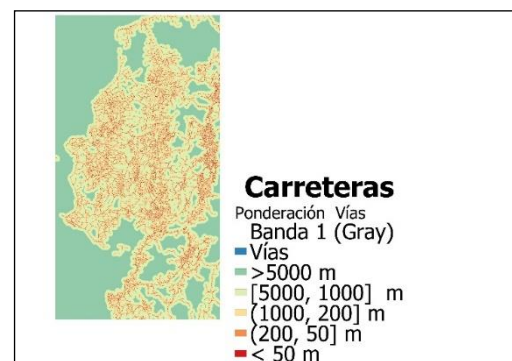 Carreteras
Ponderación Vías
Banda 1 (Gray)
Vías
>5000 m
[5000, 1000] m
(1000, 200] m
(200, 50] m
< 50 m